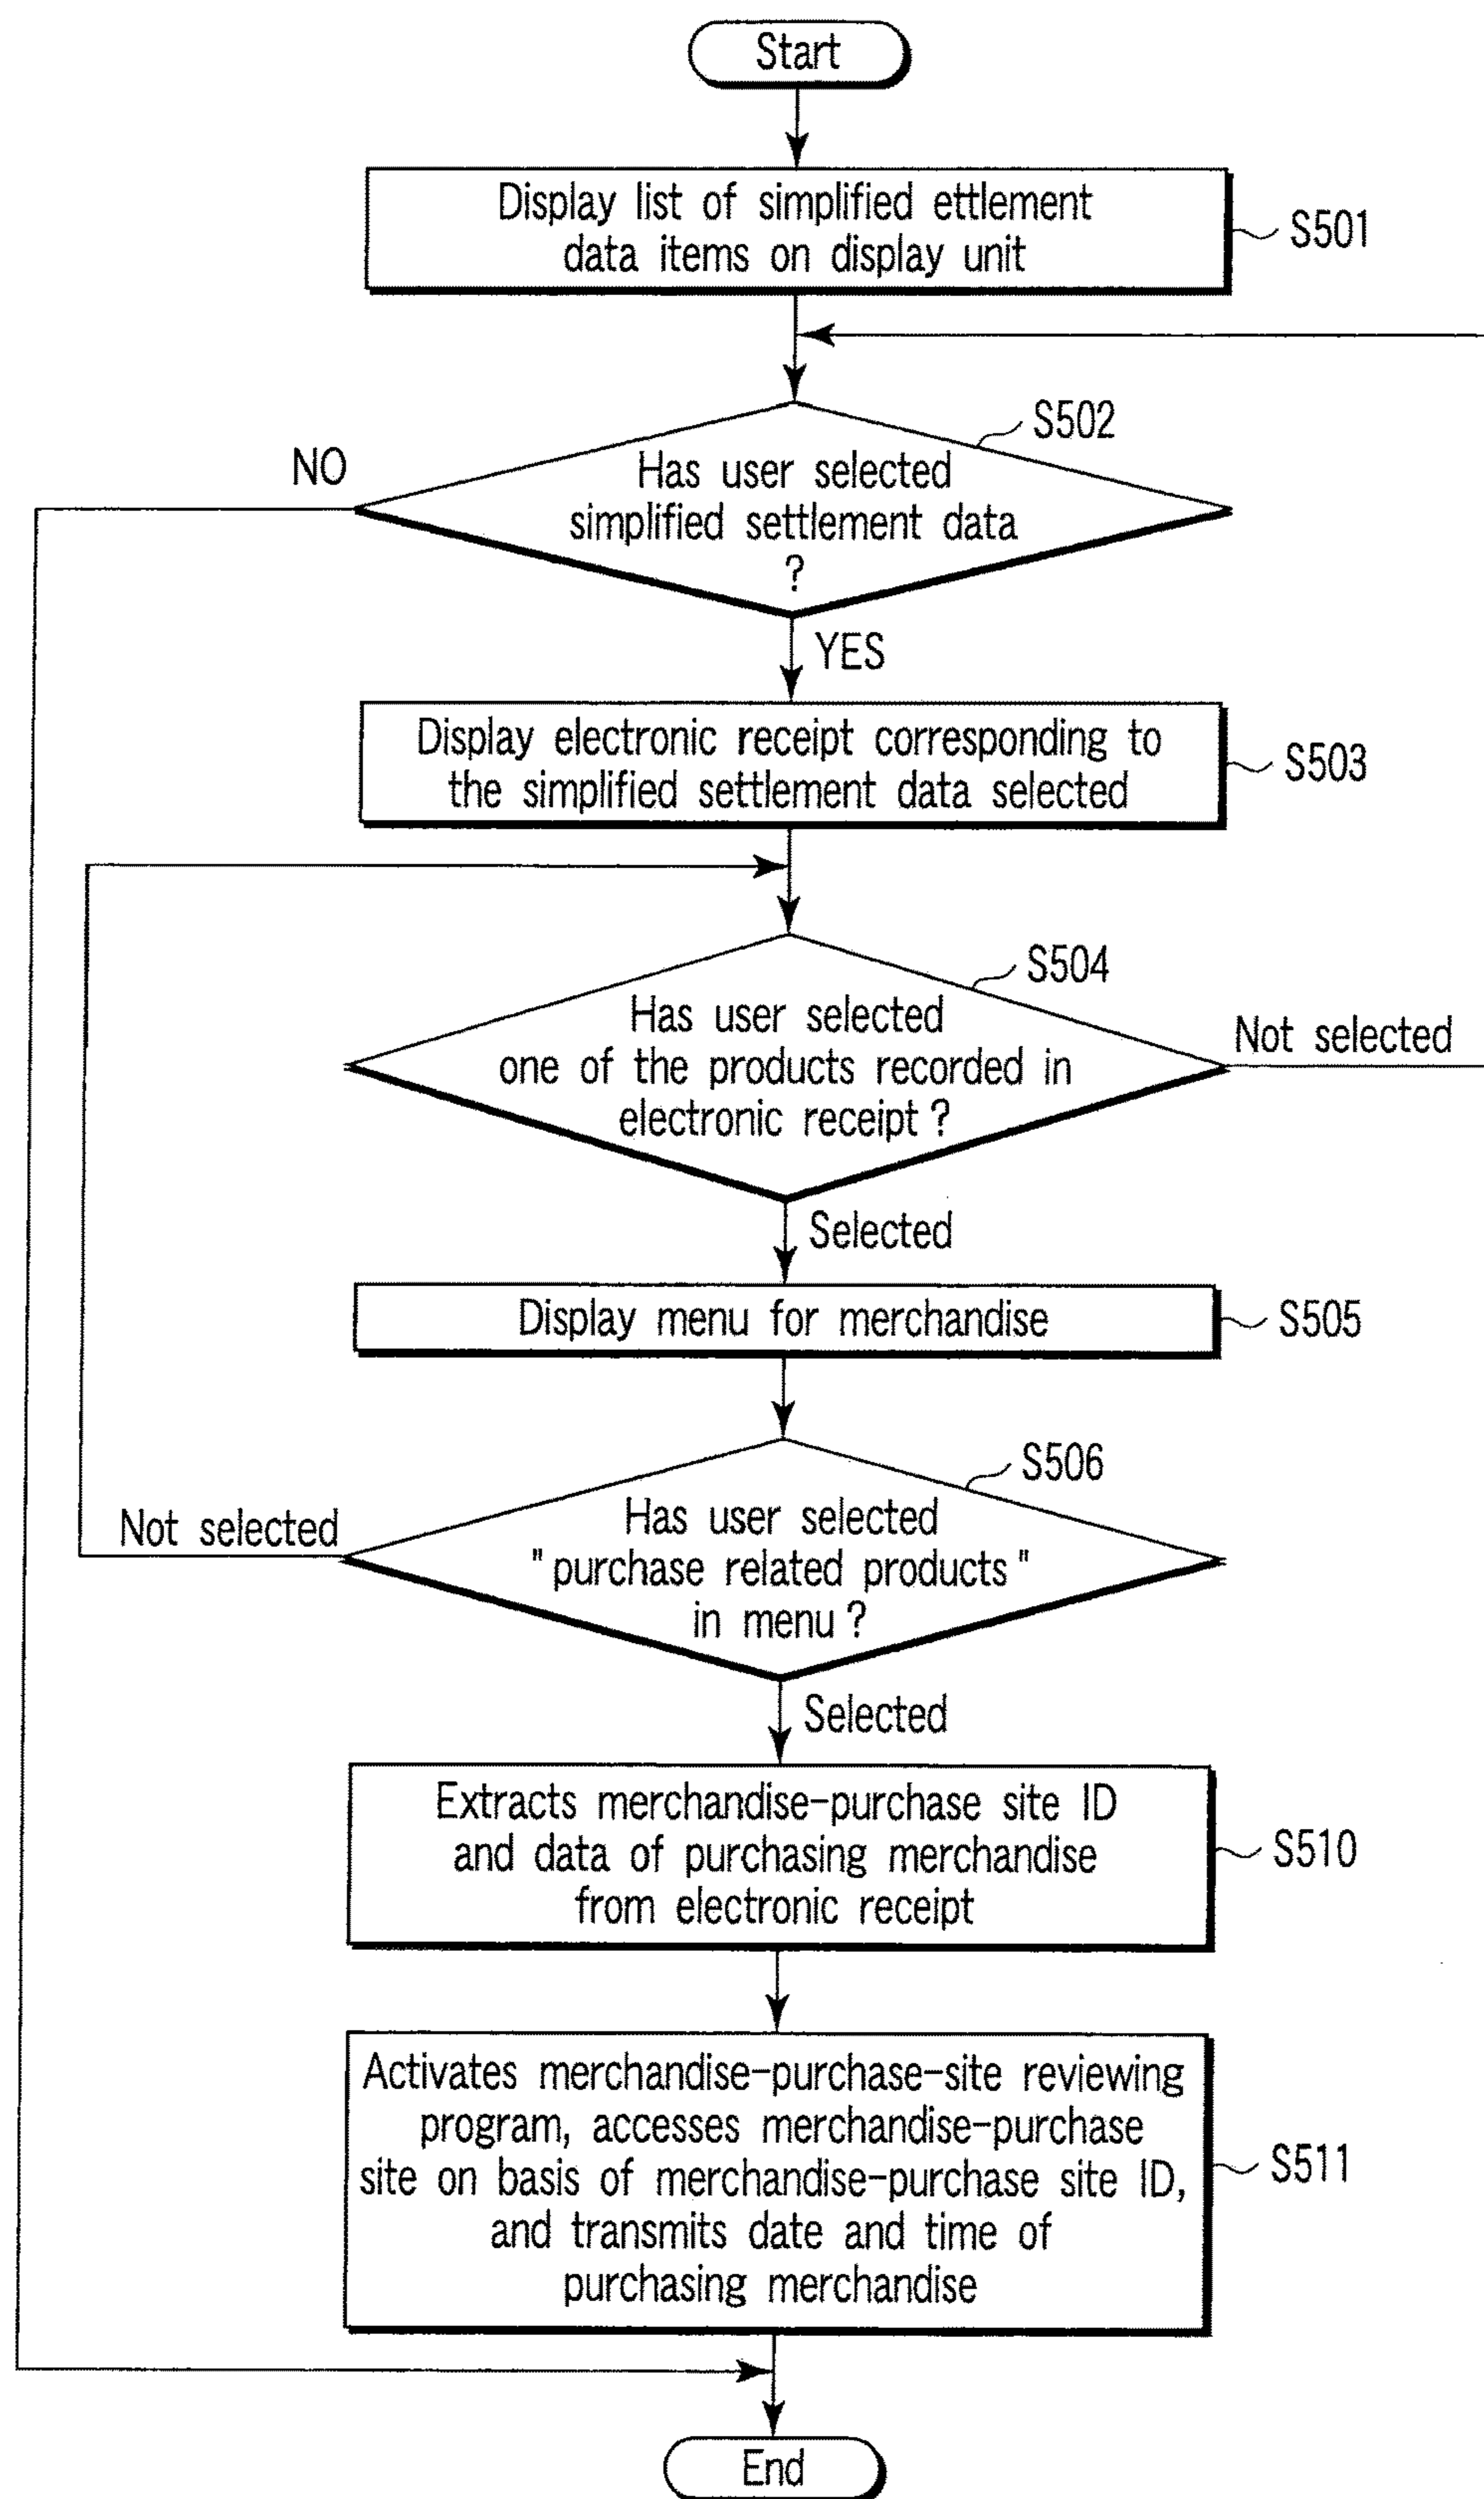 Start
Display list of simplified ettlement
data items on display unit
S501
S502
NO
Has user selected
simplified settlement data
?
YES
Display electronic receipt corresponding to
the simplified settlement data selected
S503
S504
Has user selected
one of the products recorded in
electronic receipt ?
Not selected
Selected
Display menu for merchandise
S505
S506
Not selected
Has user selected
"purchase related products"
in menu ?
Selected
Extracts merchandise-purchase site ID
and data of purchasing merchandise
from electronic receipt
S510
Activates merchandise-purchase-site reviewing
program, accesses merchandise-purchase
site on basis of merchandise-purchase site ID,
and transmits date and time of
purchasing merchandise
S511
End